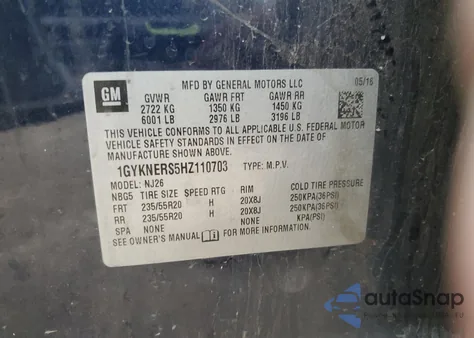 GM
MFD BY GENERAL MOTORS LLC 05/16
GVWR GAWR FRT GAWR RR
2722 KG 1350 KG 1450 KG
6001 LB 2976 LB 3196 LB
THIS VEHICLE CONFORMS TO ALL APPLICABLE U.S. FEDERAL MOTOR
VEHICLE SAFETY, BUMPER, AND THEFT PREVENTION
STANDARDS IN EFFECT ON THE DATE OF
MANUFACTURE SHOWN ABOVE.
1GYKNERS5HZ110703 TYPE: M.P.V.
MODEL: NJ26
NBG5 TIRE SIZE SPEED RTG RIM COLD TIRE PRESSURE
FRT 235/55R20 H 20X8J 250KPA(36PSI)
RR 235/55R20 H 20X8J 250KPA(36PSI)
SPA NONE NONE KPA(PSI)
SEE OWNER'S MANUAL FOR MORE INFORMATION.
autoSnap